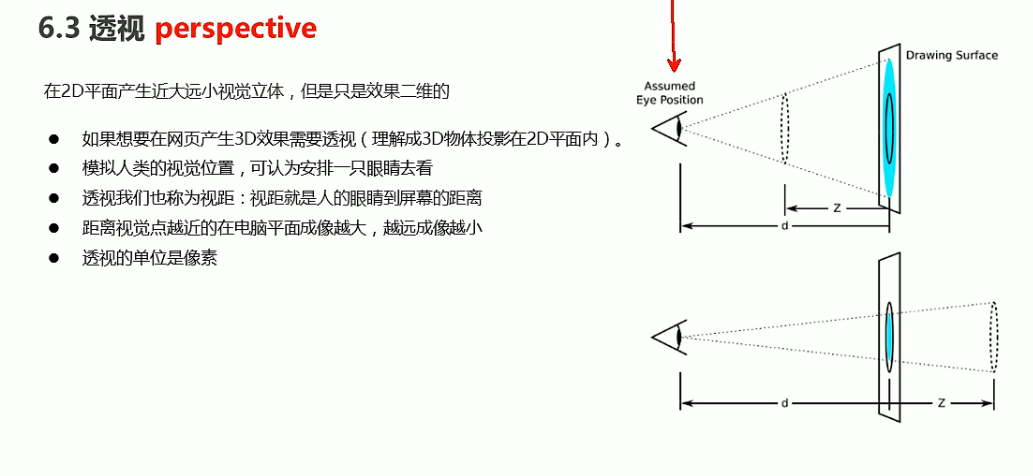 6.3 透视 perspective
在2D平面产生近大远小视觉立体，但是只是效果二维的
● 如果想要在网页产生3D效果需要透视（理解成3D物体投影在2D平面内）。
● 模拟人类的视觉位置，可认为安排一只眼睛去看
● 透视我们也称为视距：视距就是人的眼睛到屏幕的距离
● 距离视觉点越近的在电脑平面成像越大，越远成像越小
● 透视的单位是像素
Drawing Surface
Assumed
Eye Position
Z
d
d
Z